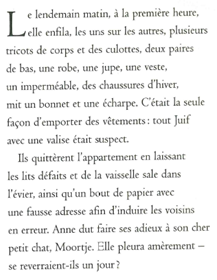 Le lendemain matin, à la première heure,
elle enfila, les uns sur les autres, plusieurs
tricots de corps et des culottes, deux paires
de bas, une robe, une jupe, une veste,
un imperméable, des chaussures d'hiver,
mit un bonnet et une écharpe. C'était la seule
façon d'emporter des vêtements : tout Juif
avec une valise était suspect.
Ils quittèrent l'appartement en laissant
les lits défaits et de la vaisselle sale dans
l'évier, ainsi qu'un bout de papier avec
une fausse adresse afin d'induire les voisins
en erreur. Anne dut faire ses adieux à son cher
petit chat, Moortje. Elle pleura amèrement –
se reverraient-ils un jour ?